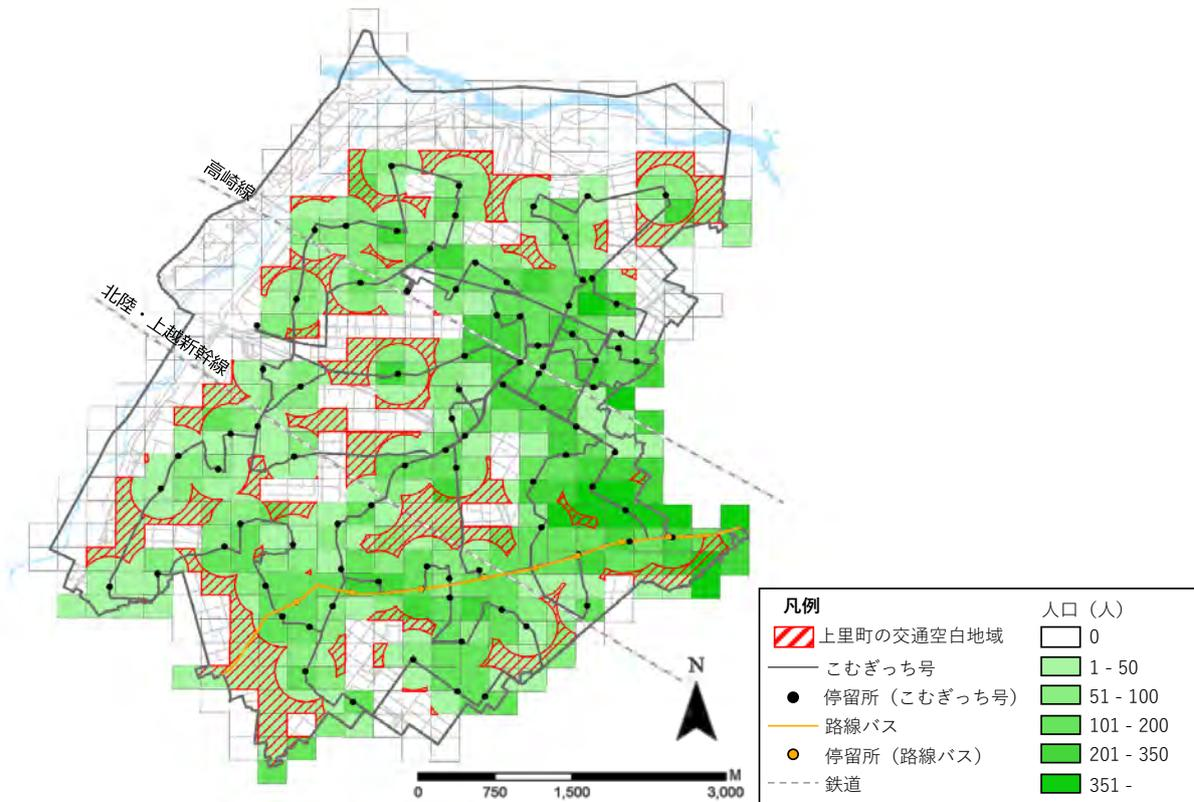 高崎線
北陸・上越新幹線
凡例
人口（人）
上里町の交通空白地域
0
こむぎっち号
1 - 50
停留所（こむぎっち号）
51 - 100
路線バス
101 - 200
停留所（路線バス）
201 - 350
鉄道
351 -
N
M
0 750 1,500 3,000